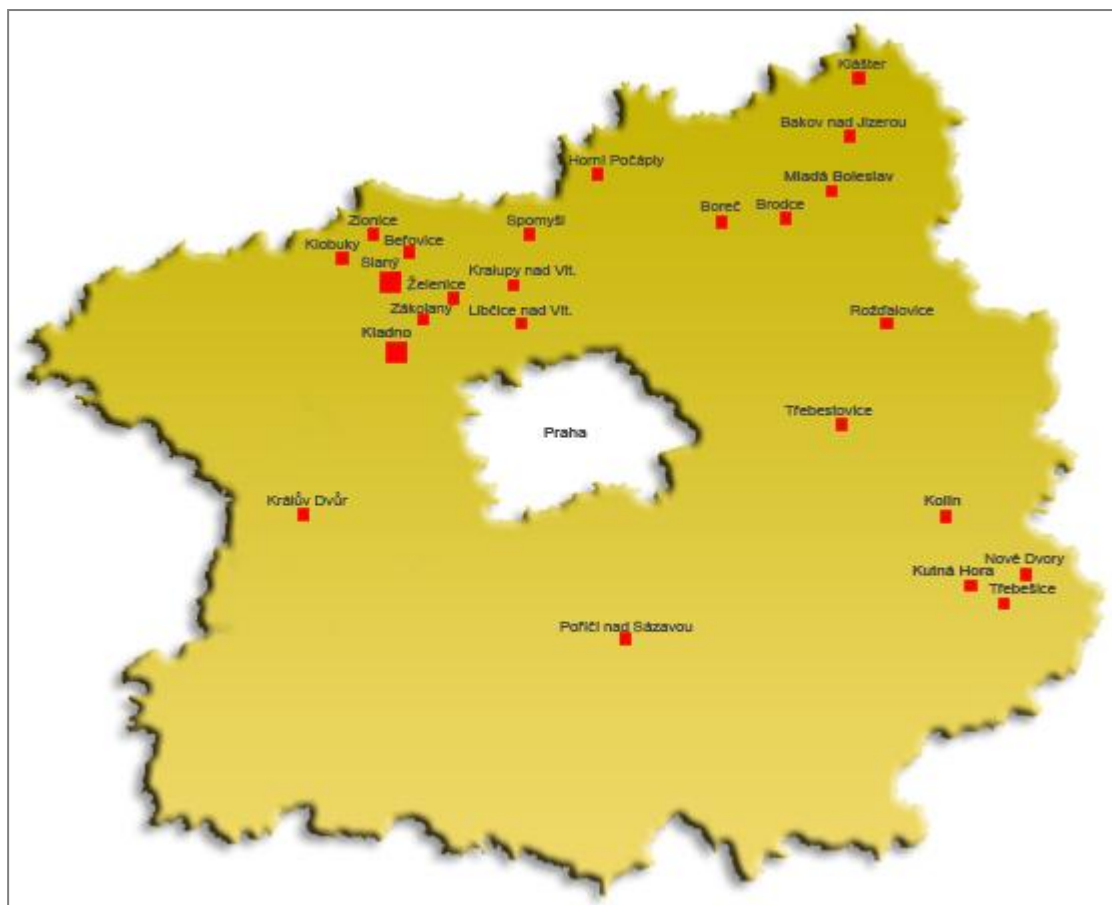 Klášter
Bakov nad Jizerou
Horní Počáply
Mladá Boleslav
Boreč
Brodce
Zlonice
Spomyšl
Klobuky
Beřovice
Slaný
Kralupy nad Vlt.
Želenice
Zákolany
Libčice nad Vlt.
Rožďalovice
Kladno
Třebestovice
Praha
Králův Dvůr
Kolín
Nové Dvory
Kutná Hora
Třebešice
Poříčí nad Sázavou